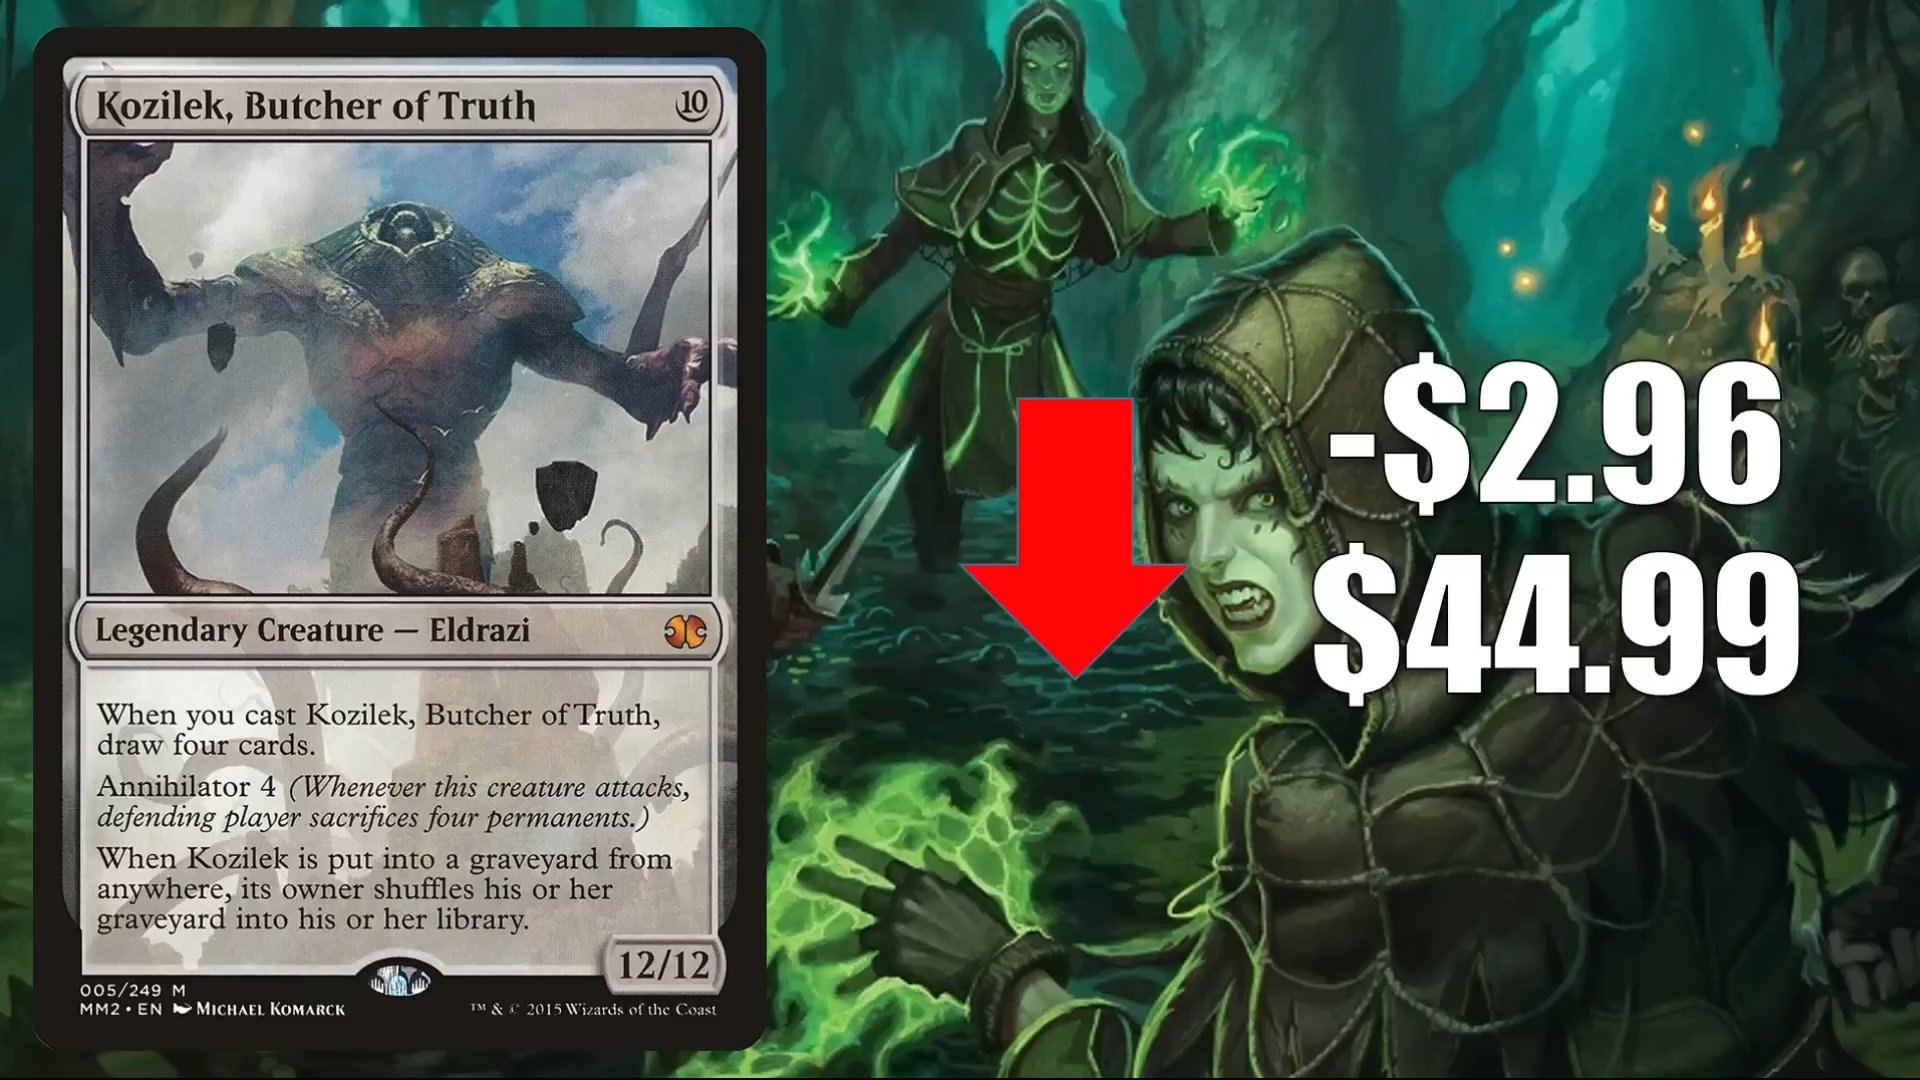 Kozilek, Butcher of Truth
10
Legendary Creature — Eldrazi
When you cast Kozilek, Butcher of Truth,
draw four cards.
Annihilator 4 (Whenever this creature attacks,
defending player sacrifices four permanents.)
When Kozilek is put into a graveyard from
anywhere, its owner shuffles his or her
graveyard into his or her library.
12/12
005/249 M
MM2 • EN Michael Komarck
™ & © 2015 Wizards of the Coast
-$2.96
$44.99